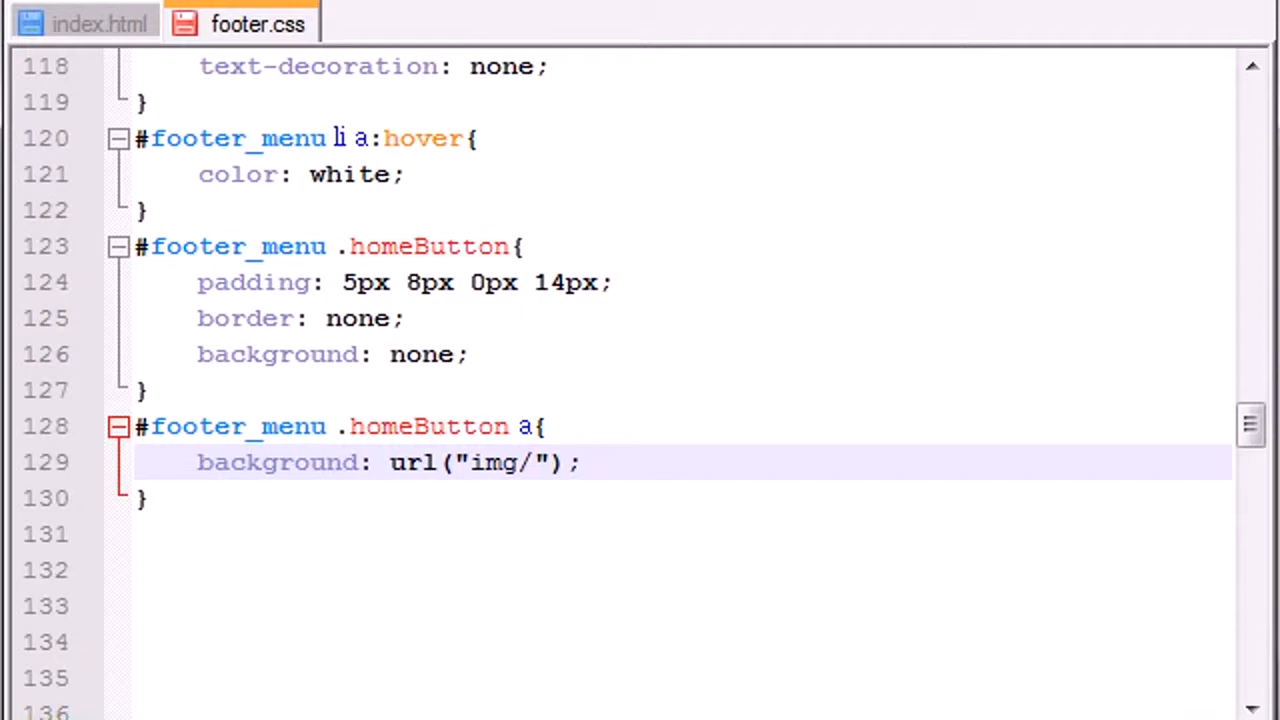 index.html footer.css
118 text-decoration: none;
119 }
120 #footer_menu li a:hover{
121 color: white;
122 }
123 #footer_menu .homeButton{
124 padding: 5px 8px 0px 14px;
125 border: none;
126 background: none;
127 }
128 #footer_menu .homeButton a{
129 background: url("img/");
130 }
131
132
133
134
135
136